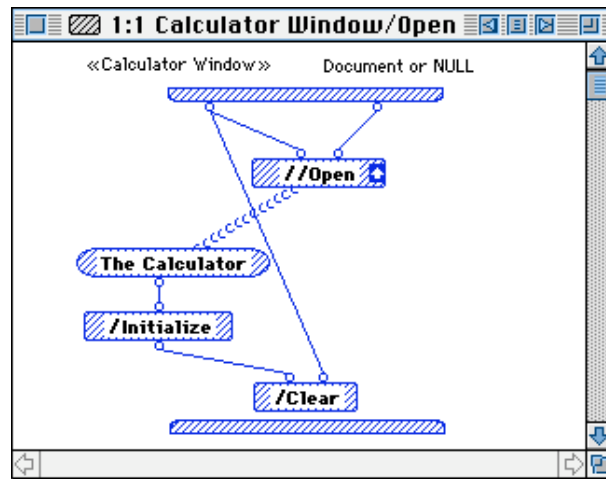 1:1 Calculator Window/Open
«Calculator Window» Document or NULL
//Open
The Calculator
/Initialize
/Clear